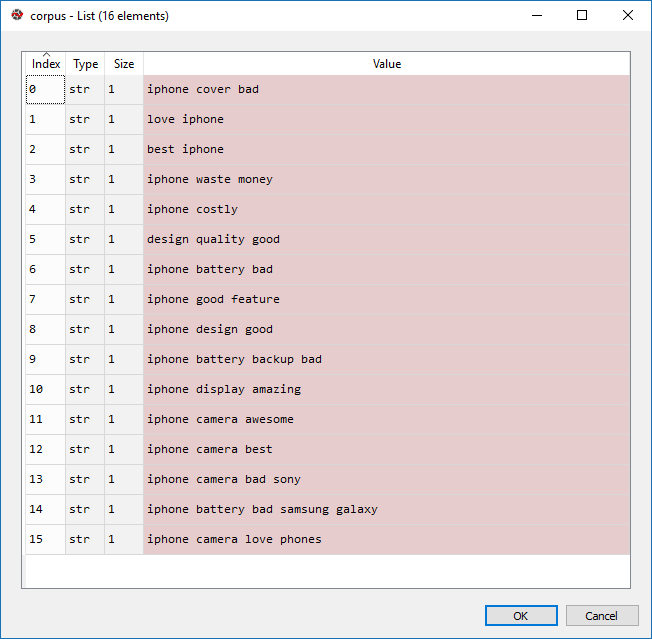 corpus - List (16 elements)
Index Type Size Value
0 str 1 iphone cover bad
1 str 1 love iphone
2 str 1 best iphone
3 str 1 iphone waste money
4 str 1 iphone costly
5 str 1 design quality good
6 str 1 iphone battery bad
7 str 1 iphone good feature
8 str 1 iphone design good
9 str 1 iphone battery backup bad
10 str 1 iphone display amazing
11 str 1 iphone camera awesome
12 str 1 iphone camera best
13 str 1 iphone camera bad sony
14 str 1 iphone battery bad samsung galaxy
15 str 1 iphone camera love phones
OK Cancel